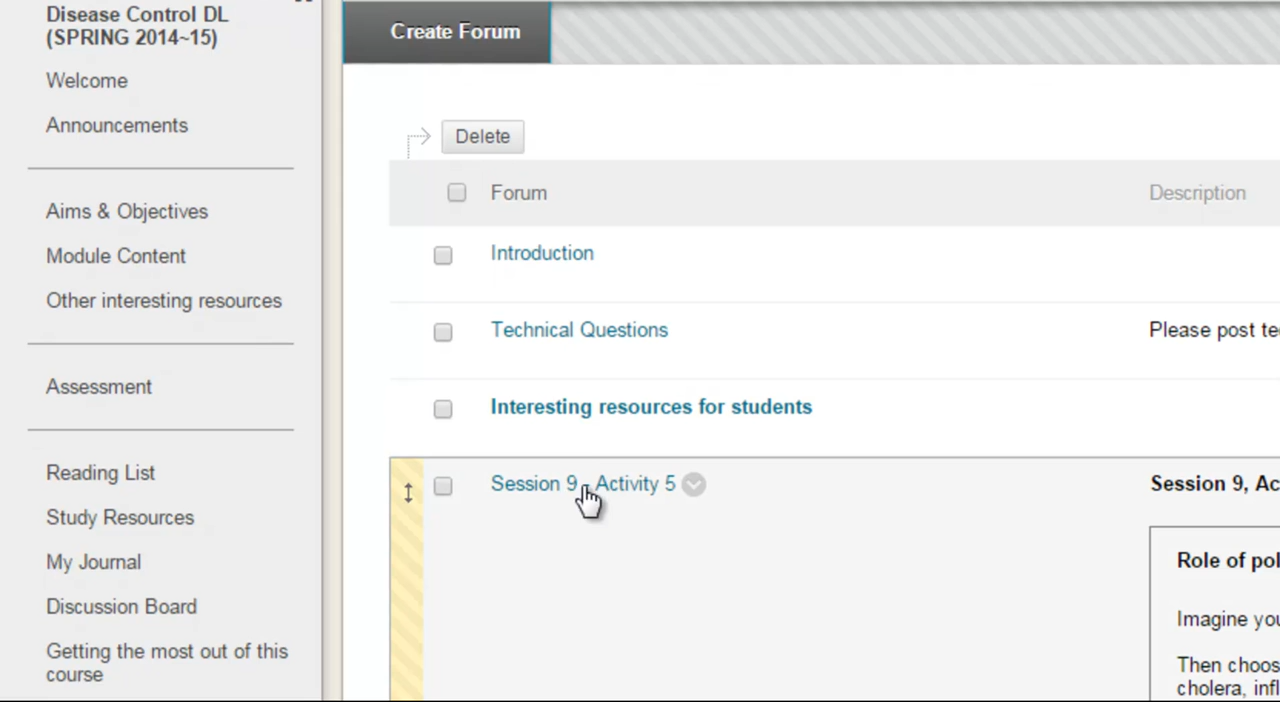 Disease Control DL
(SPRING 2014~15)
Welcome
Announcements
Aims & Objectives
Module Content
Other interesting resources
Assessment
Reading List
Study Resources
My Journal
Discussion Board
Getting the most out of this
course
Create Forum
Delete
Forum Description
Introduction
Technical Questions Please post te
Interesting resources for students
Session 9 - Activity 5 Session 9, Ac
Role of pol
Imagine you
Then choos
cholera, infl